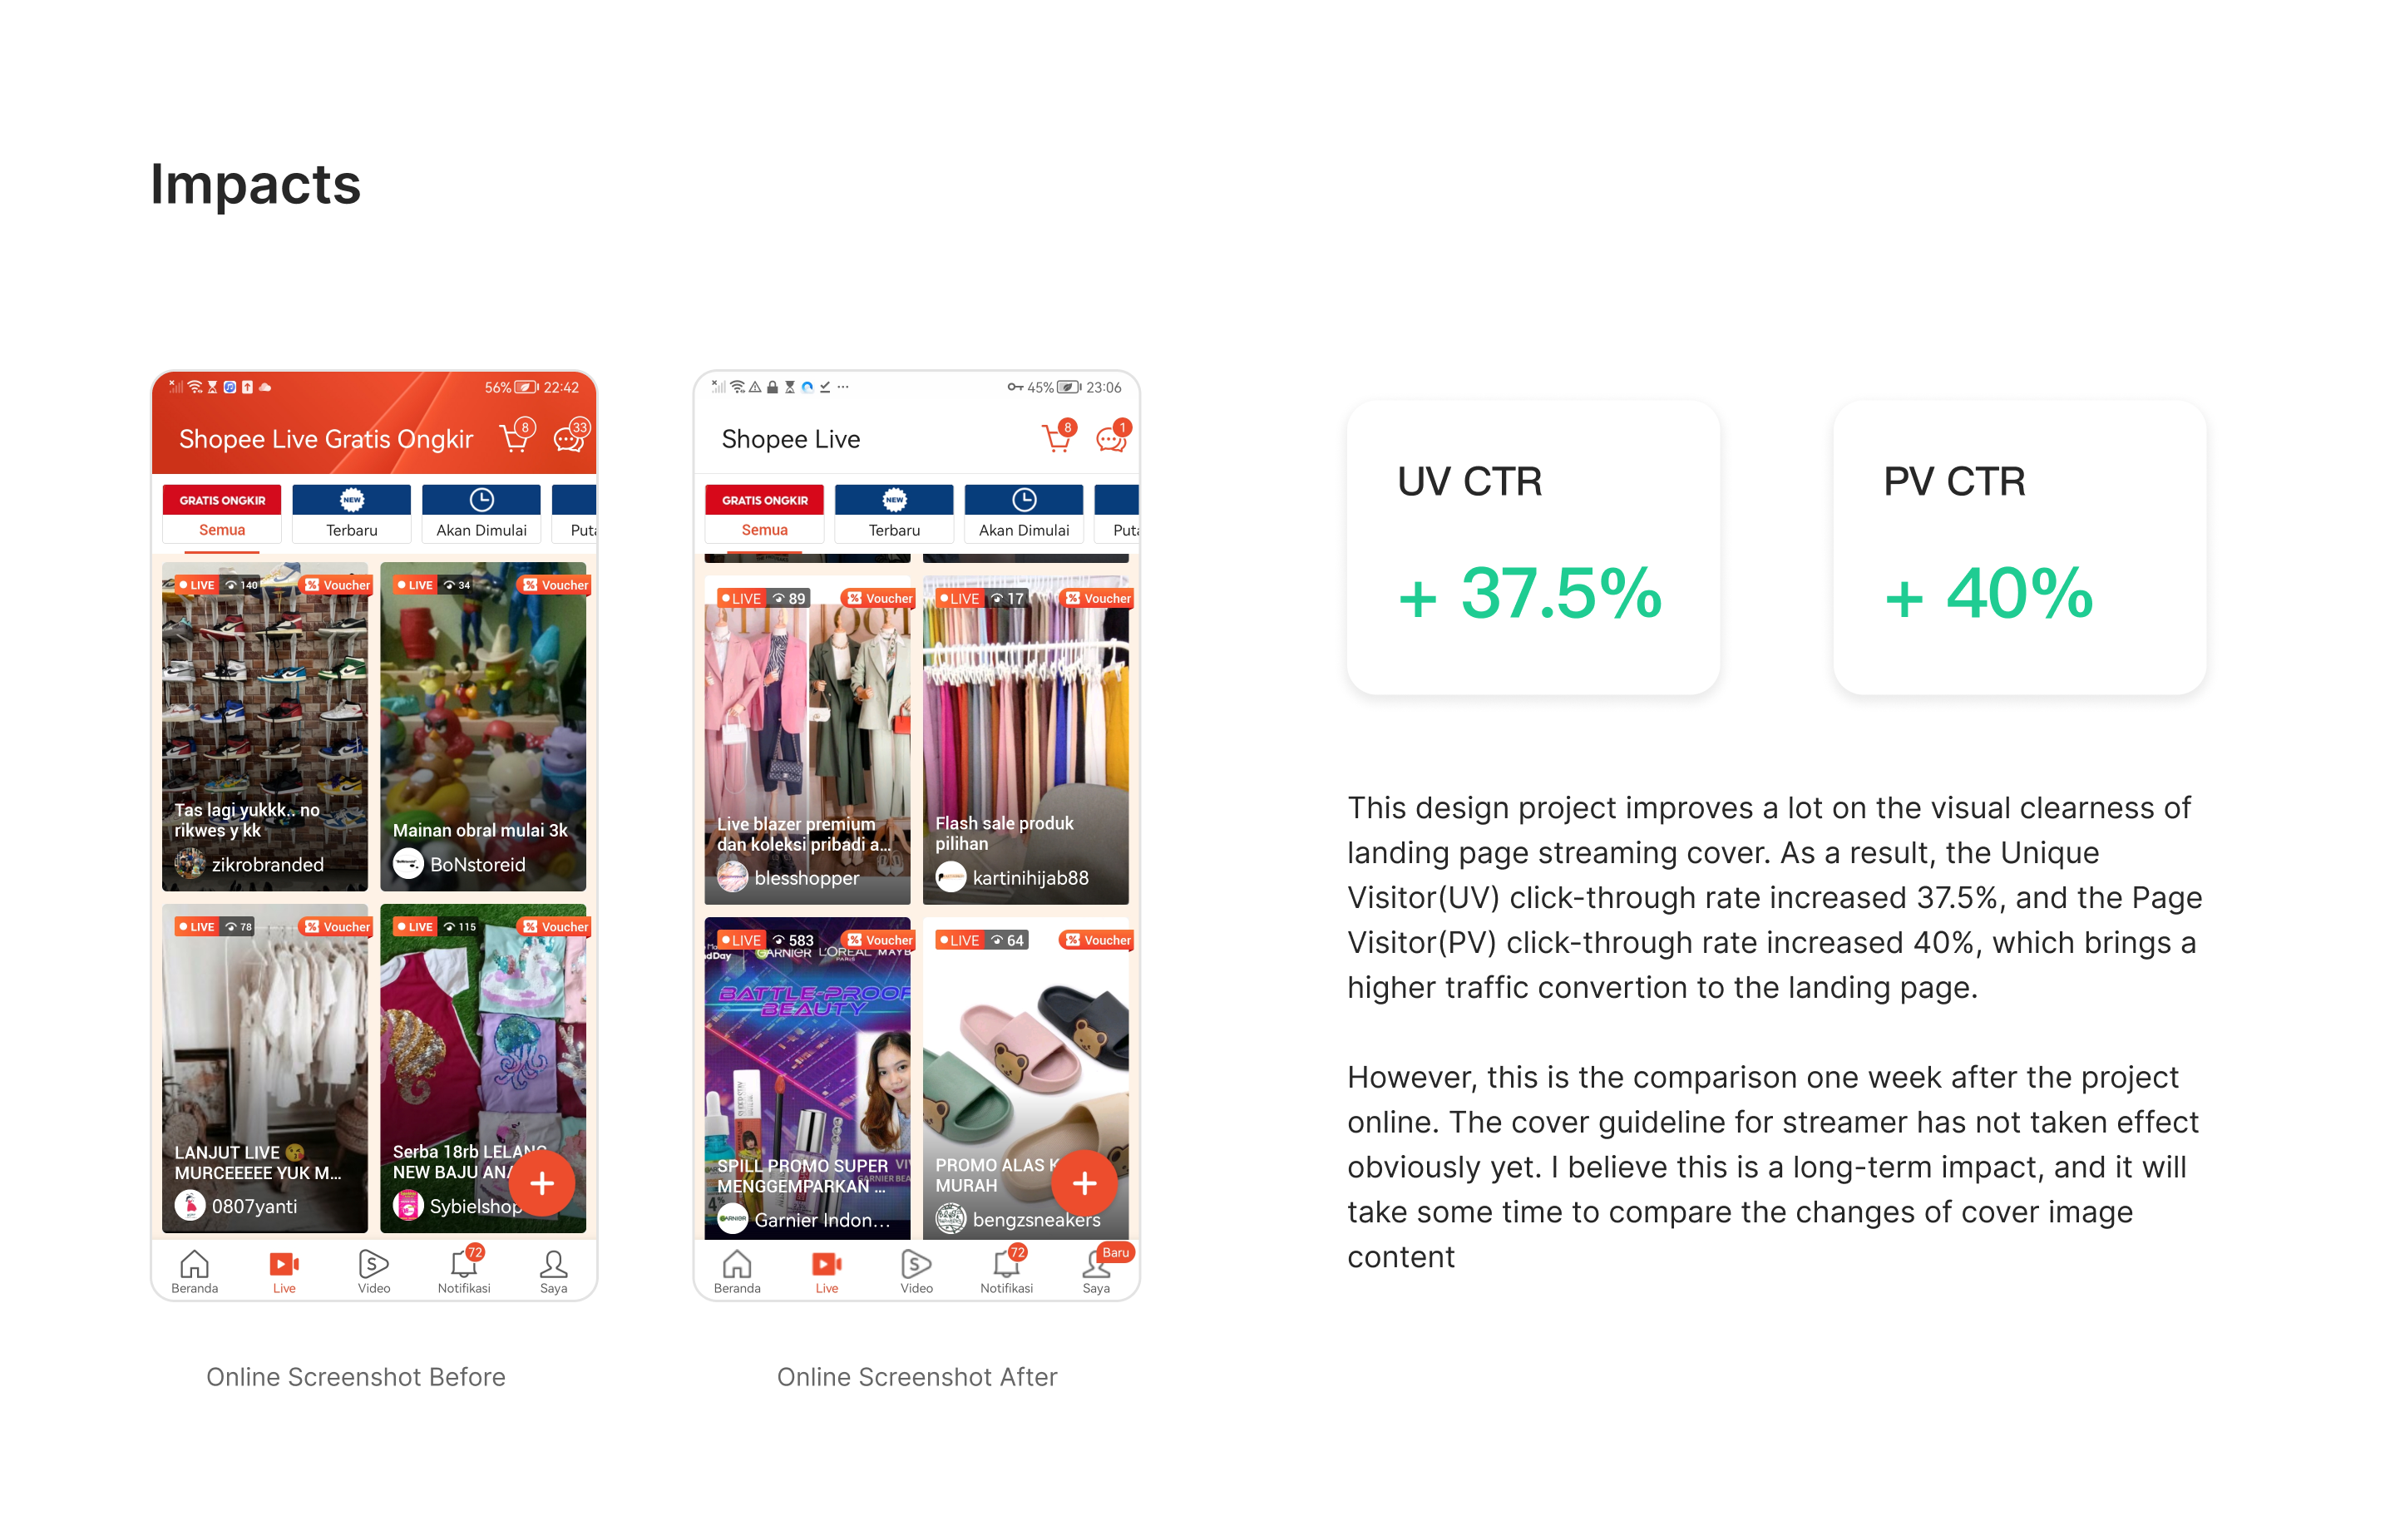 Impacts
56% 22:42
Shopee Live Gratis Ongkir 8 33
GRATIS ONGKIR NEW
Semua Terbaru Akan Dimulai Puta
LIVE 140 Voucher LIVE 34 Voucher
Tas lagi yukkk.. no
rikwes y kk Mainan obral mulai 3k
zikrobranded BoNstoreid
LIVE 78 Voucher LIVE 115 Voucher
LANJUT LIVE 😘 Serba 18rb LELANG
MURCEEEEE YUK M... NEW BAJU ANA
0807yanti Sybielshop
72
Beranda Live Video Notifikasi Saya
Online Screenshot Before
45% 23:06
Shopee Live 8 1
GRATIS ONGKIR NEW
Semua Terbaru Akan Dimulai Puta
LIVE 89 Voucher LIVE 17 Voucher
Live blazer premium Flash sale produk
dan koleksi pribadi a... pilihan
blesshopper kartinihijab88
LIVE 583 Voucher LIVE 64 Voucher
GARNIER L'OREAL MAYB
PARIS
BATTLE-PROOF
BEAUTY
SPILL PROMO SUPER PROMO ALAS K
MENGGEMPARKAN ... MURAH
Garnier Indon... bengzsneakers
72 Baru
Beranda Live Video Notifikasi Saya
Online Screenshot After
UV CTR
+ 37.5%
PV CTR
+ 40%
This design project improves a lot on the visual clearness of
landing page streaming cover. As a result, the Unique
Visitor(UV) click-through rate increased 37.5%, and the Page
Visitor(PV) click-through rate increased 40%, which brings a
higher traffic convertion to the landing page.
However, this is the comparison one week after the project
online. The cover guideline for streamer has not taken effect
obviously yet. I believe this is a long-term impact, and it will
take some time to compare the changes of cover image
content